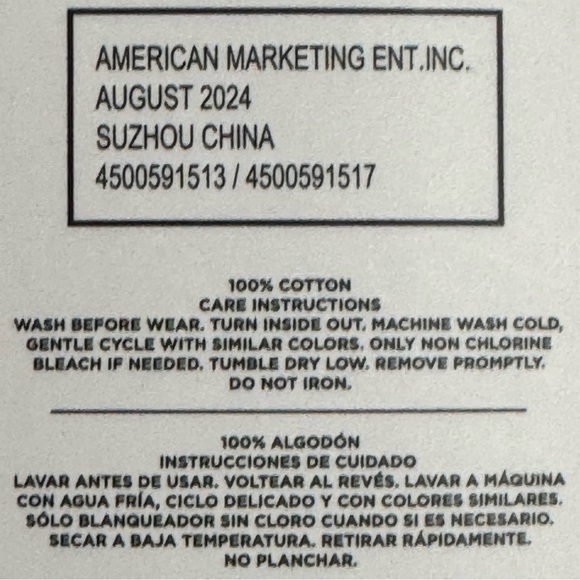 AMERICAN MARKETING ENT.INC.
AUGUST 2024
SUZHOU CHINA
4500591513 / 4500591517
100% COTTON
CARE INSTRUCTIONS
WASH BEFORE WEAR. TURN INSIDE OUT. MACHINE WASH COLD,
GENTLE CYCLE WITH SIMILAR COLORS. ONLY NON CHLORINE
BLEACH IF NEEDED. TUMBLE DRY LOW. REMOVE PROMPTLY.
DO NOT IRON.
100% ALGODÓN
INSTRUCCIONES DE CUIDADO
LAVAR ANTES DE USAR. VOLTEAR AL REVÉS. LAVAR A MÁQUINA
CON AGUA FRÍA, CICLO DELICADO Y CON COLORES SIMILARES.
SÓLO BLANQUEADOR SIN CLORO CUANDO SI ES NECESARIO.
SECAR A BAJA TEMPERATURA. RETIRAR RÁPIDAMENTE.
NO PLANCHAR.